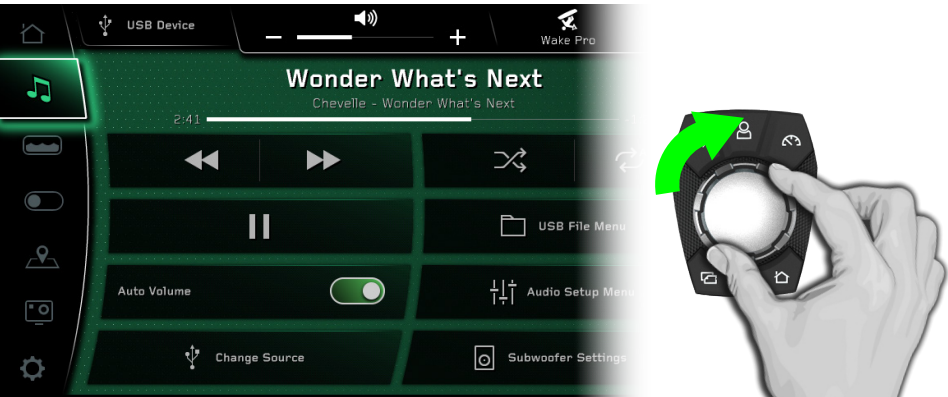 USB Device
Wake Pro
Wonder What's Next
Chevelle - Wonder What's Next
2:41
USB File Menu
Auto Volume
Audio Setup Menu
Change Source
Subwoofer Settings